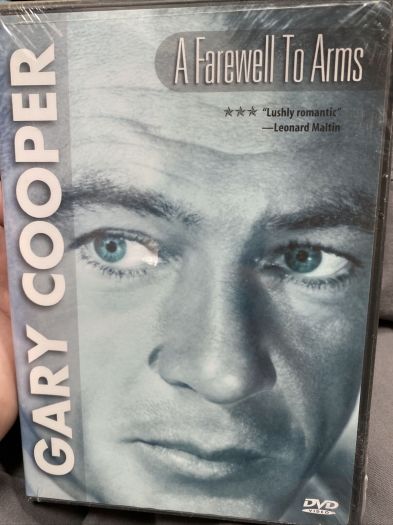 A Farewell To Arms
★★★ "Lushly romantic"
—Leonard Maltin
GARY COOPER
DVD
VIDEO